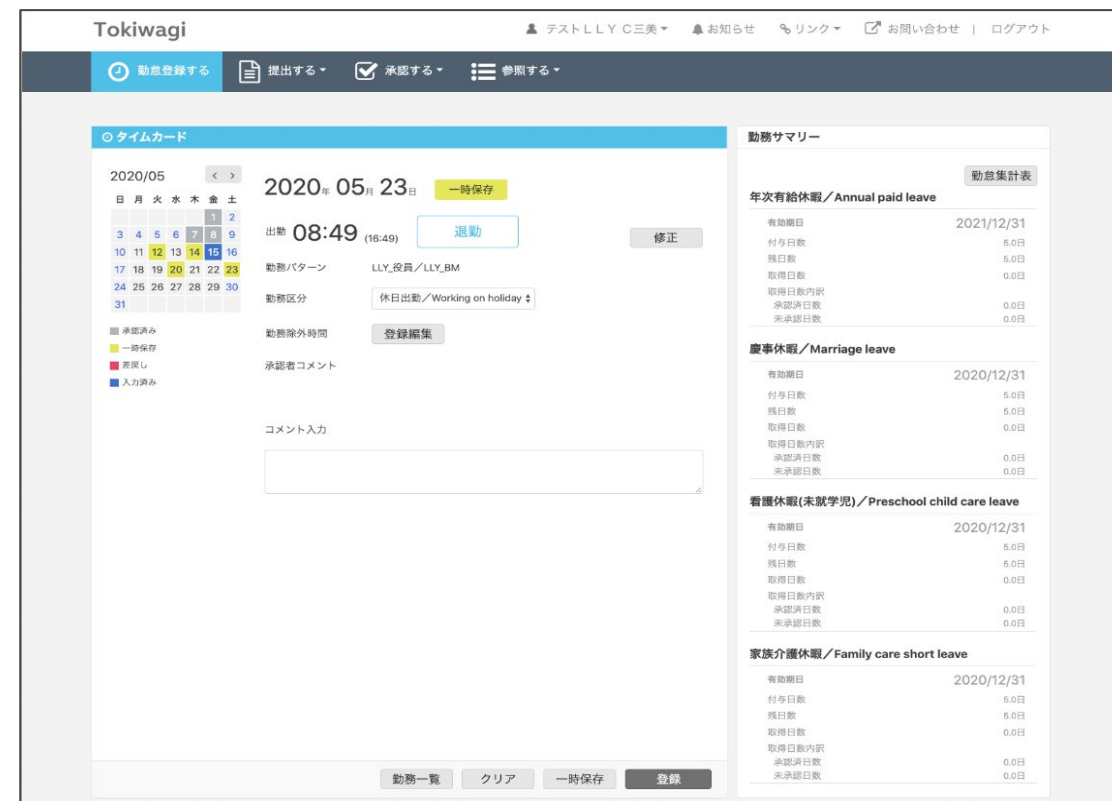 Tokiwagi
テストＬＬＹ Ｃ三美 お知らせ リンク お問い合わせ | ログアウト
勤怠登録する 提出する 承認する 参照する
タイムカード
2020/05 < >
日 月 火 水 木 金 土
1 2
3 4 5 6 7 8 9
10 11 12 13 14 15 16
17 18 19 20 21 22 23
24 25 26 27 28 29 30
31
承認済み
一時保存
差戻し
入力済み
2020年 05月 23日 一時保存
出勤 08:49 (16:49) 退勤 修正
勤務パターン LLY_役員／LLY_BM
勤務区分 休日出勤／Working on holiday
勤務除外時間 登録編集
承認者コメント
コメント入力
勤務一覧 クリア 一時保存 登録
勤務サマリー
勤怠集計表
年次有給休暇／Annual paid leave
有効期日 2021/12/31
付与日数 5.0日
残日数 5.0日
取得日数 0.0日
取得日数内訳
承認済日数 0.0日
未承認日数 0.0日
慶事休暇／Marriage leave
有効期日 2020/12/31
付与日数 5.0日
残日数 5.0日
取得日数 0.0日
取得日数内訳
承認済日数 0.0日
未承認日数 0.0日
看護休暇(未就学児)／Preschool child care leave
有効期日 2020/12/31
付与日数 5.0日
残日数 5.0日
取得日数 0.0日
取得日数内訳
承認済日数 0.0日
未承認日数 0.0日
家族介護休暇／Family care short leave
有効期日 2020/12/31
付与日数 5.0日
残日数 5.0日
取得日数 0.0日
取得日数内訳
承認済日数 0.0日
未承認日数 0.0日